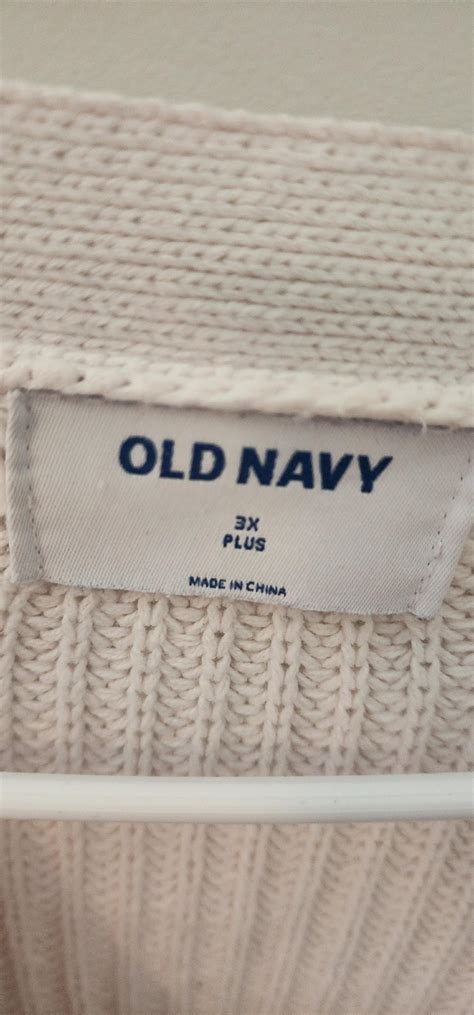 OLD NAVY
3X
PLUS
MADE IN CHINA